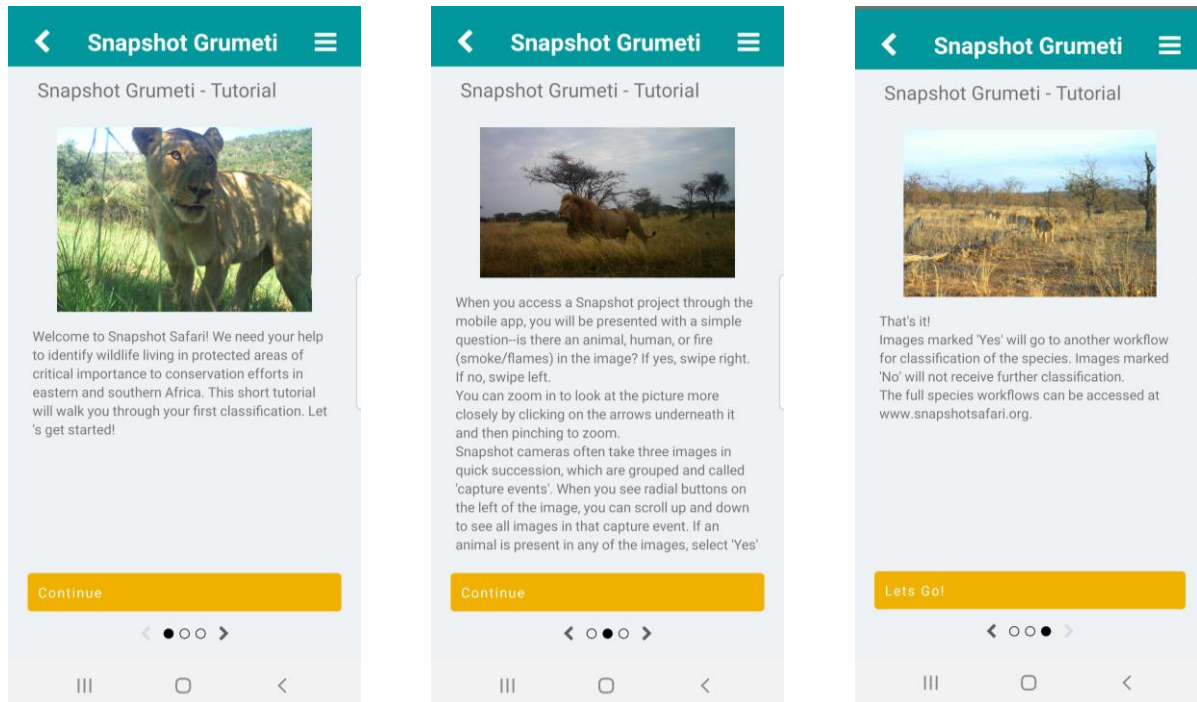 Snapshot Grumeti
Snapshot Grumeti - Tutorial
Welcome to Snapshot Safari! We need your help
to identify wildlife living in protected areas of
critical importance to conservation efforts in
eastern and southern Africa. This short tutorial
will walk you through your first classification. Let
's get started!
Continue
Snapshot Grumeti
Snapshot Grumeti - Tutorial
When you access a Snapshot project through the
mobile app, you will be presented with a simple
question--is there an animal, human, or fire
(smoke/flames) in the image? If yes, swipe right.
If no, swipe left.
You can zoom in to look at the picture more
closely by clicking on the arrows underneath it
and then pinching to zoom.
Snapshot cameras often take three images in
quick succession, which are grouped and called
'capture events'. When you see radial buttons on
the left of the image, you can scroll up and down
to see all images in that capture event. If an
animal is present in any of the images, select 'Yes'
Continue
Snapshot Grumeti
Snapshot Grumeti - Tutorial
That's it!
Images marked 'Yes' will go to another workflow
for classification of the species. Images marked
'No' will not receive further classification.
The full species workflows can be accessed at
www.snapshotsafari.org.
Lets Go!